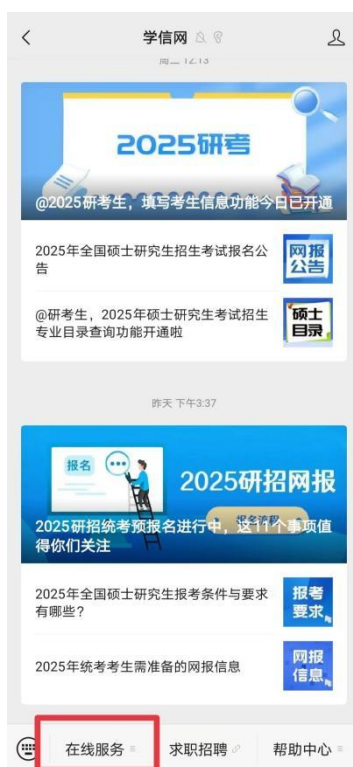 学信网
周二 12:13
2025研考
@2025研考生，填写考生信息功能今日已开通
2025年全国硕士研究生招生考试报名公
告
网报
公告
@研考生，2025年硕士研究生考试招生
专业目录查询功能开通啦
硕士
目录
昨天 下午3:37
报名
2025研招网报
报名流程
2025研招统考预报名进行中，这11个事项值
得你们关注
2025年全国硕士研究生报考条件与要求
有哪些？
报考
要求
2025年统考考生需准备的网报信息
网报
信息
在线服务
求职招聘
帮助中心